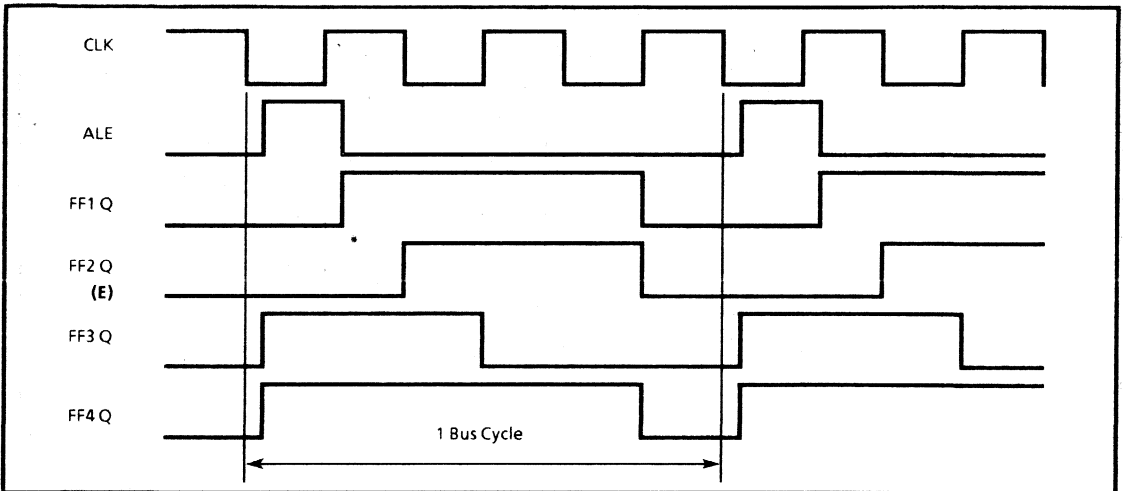 CLK
ALE
FF1 Q
FF2 Q
(E)
FF3 Q
FF4 Q
1 Bus Cycle